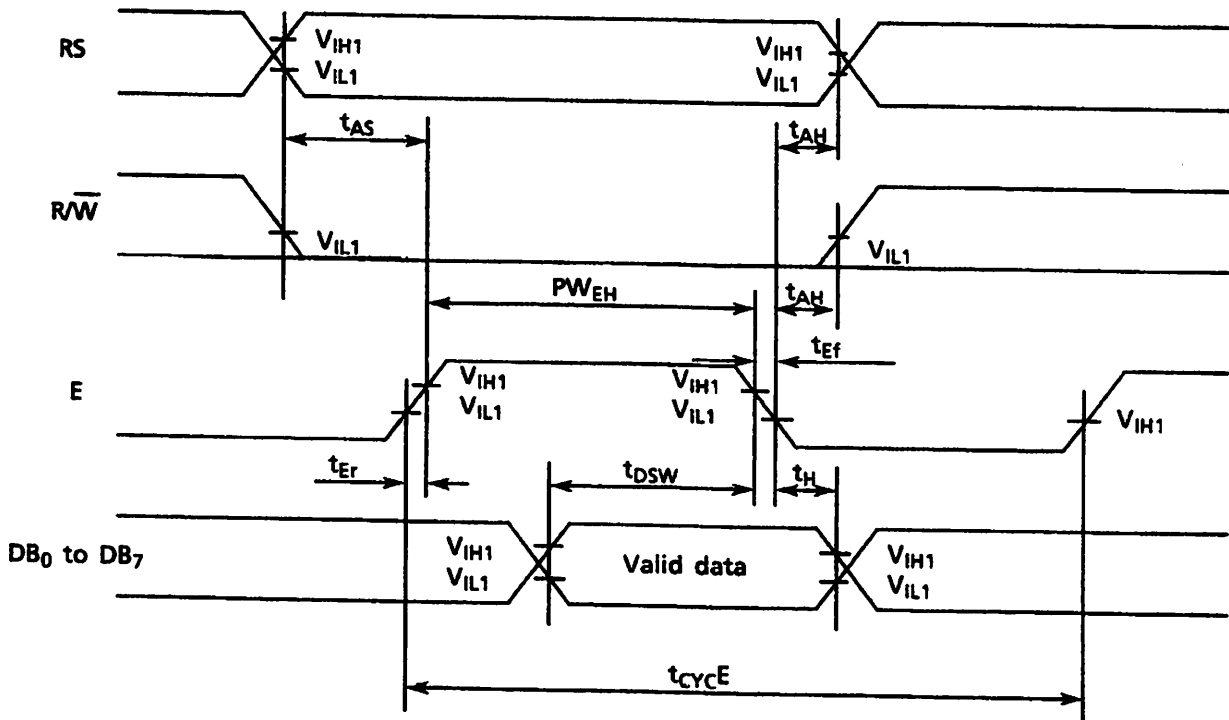 RS
V_IH1
V_IL1
V_IH1
V_IL1
t_AS
t_AH
R/W̅
V_IL1
V_IL1
PW_EH
t_AH
t_Ef
E
V_IH1
V_IL1
V_IH1
V_IL1
V_IH1
t_Er
t_DSW
t_H
DB_0 to DB_7
V_IH1
V_IL1
Valid data
V_IH1
V_IL1
t_CYCE